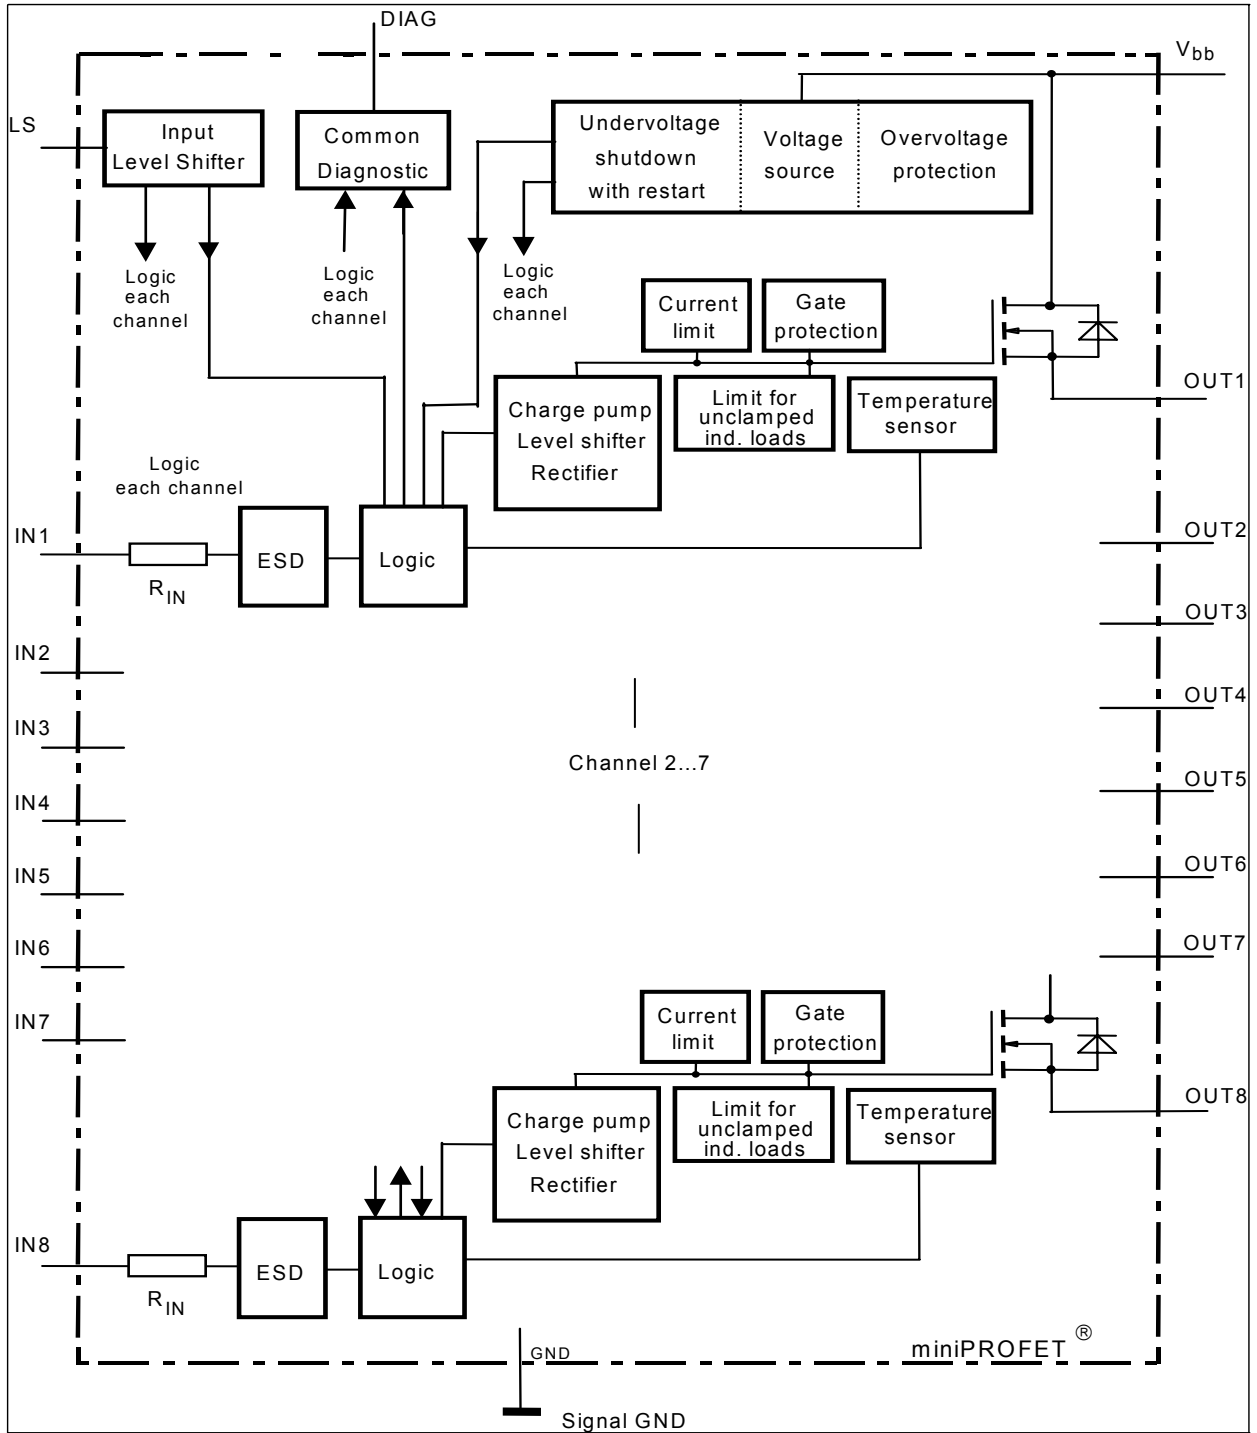 DIAG
V bb
LS
Input
Level Shifter
Common
Diagnostic
Undervoltage
shutdown
with restart
Voltage
source
Overvoltage
protection
Logic
each
channel
Logic
each
channel
Logic
each
channel
Current
limit
Gate
protection
OUT1
Charge pump
Level shifter
Rectifier
Limit for
unclamped
ind. loads
Temperature
sensor
Logic
each channel
IN1
R IN
ESD
Logic
OUT2
OUT3
IN2
OUT4
IN3
Channel 2...7
OUT5
IN4
OUT6
IN5
OUT7
IN6
IN7
Current
limit
Gate
protection
OUT8
Charge pump
Level shifter
Rectifier
Limit for
unclamped
ind. loads
Temperature
sensor
IN8
R IN
ESD
Logic
GND
miniPROFET ®
Signal GND